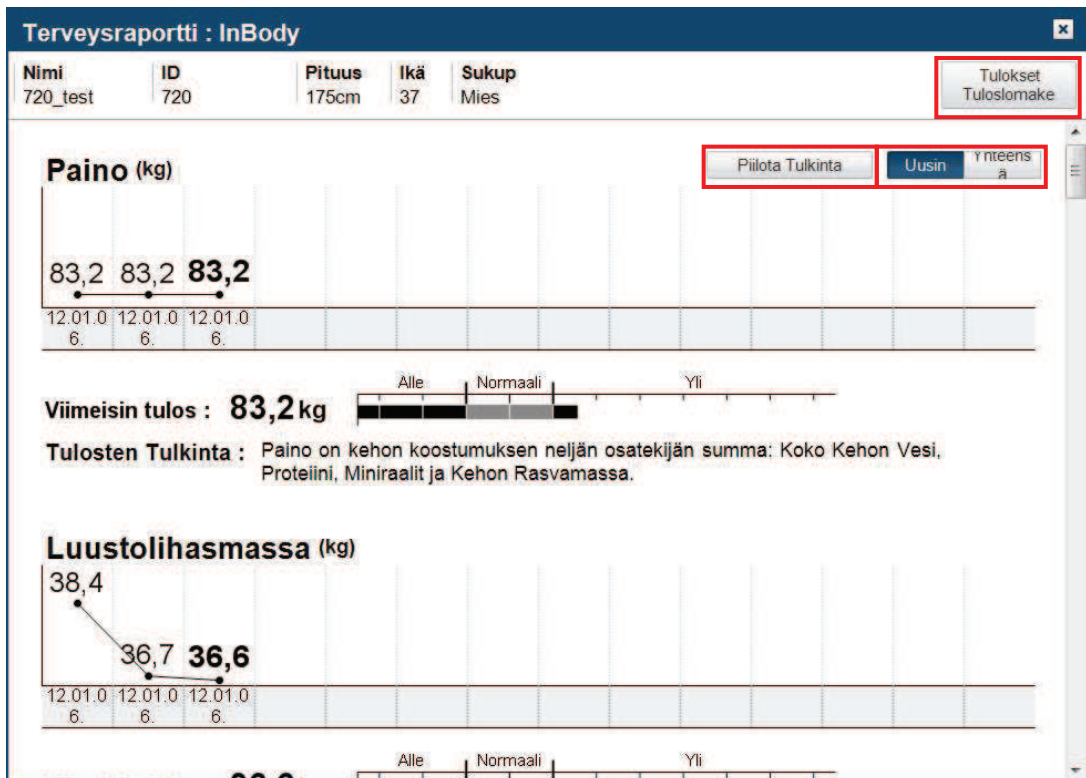 Terveysraportti : InBody
Nimi ID Pituus Ikä Sukup
720_test 720 175cm 37 Mies
Tulokset
Tuloslomake
Paino (kg)
Piilota Tulkinta
Uusin
Yhteens
ä
83,2 83,2 83,2
12.01.0 12.01.0 12.01.0
6. 6. 6.
Alle Normaali Yli
Viimeisin tulos : 83,2 kg
Tulosten Tulkinta : Paino on kehon koostumuksen neljän osatekijän summa: Koko Kehon Vesi,
Proteiini, Miniraalit ja Kehon Rasvamassa.
Luustolihasmassa (kg)
38,4
36,7 36,6
12.01.0 12.01.0 12.01.0
6. 6. 6.
Alle Normaali Yli